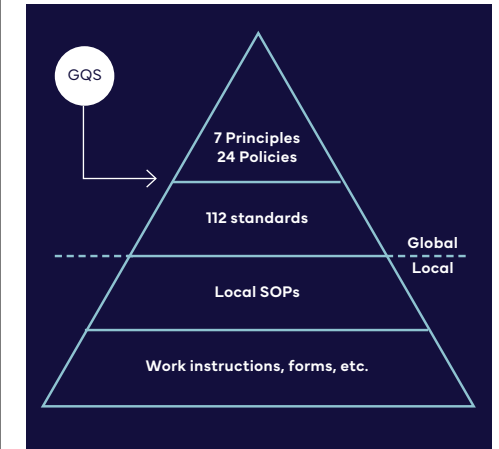 GQS
7 Principles
24 Policies
112 standards
Global
Local
Local SOPs
Work instructions, forms, etc.